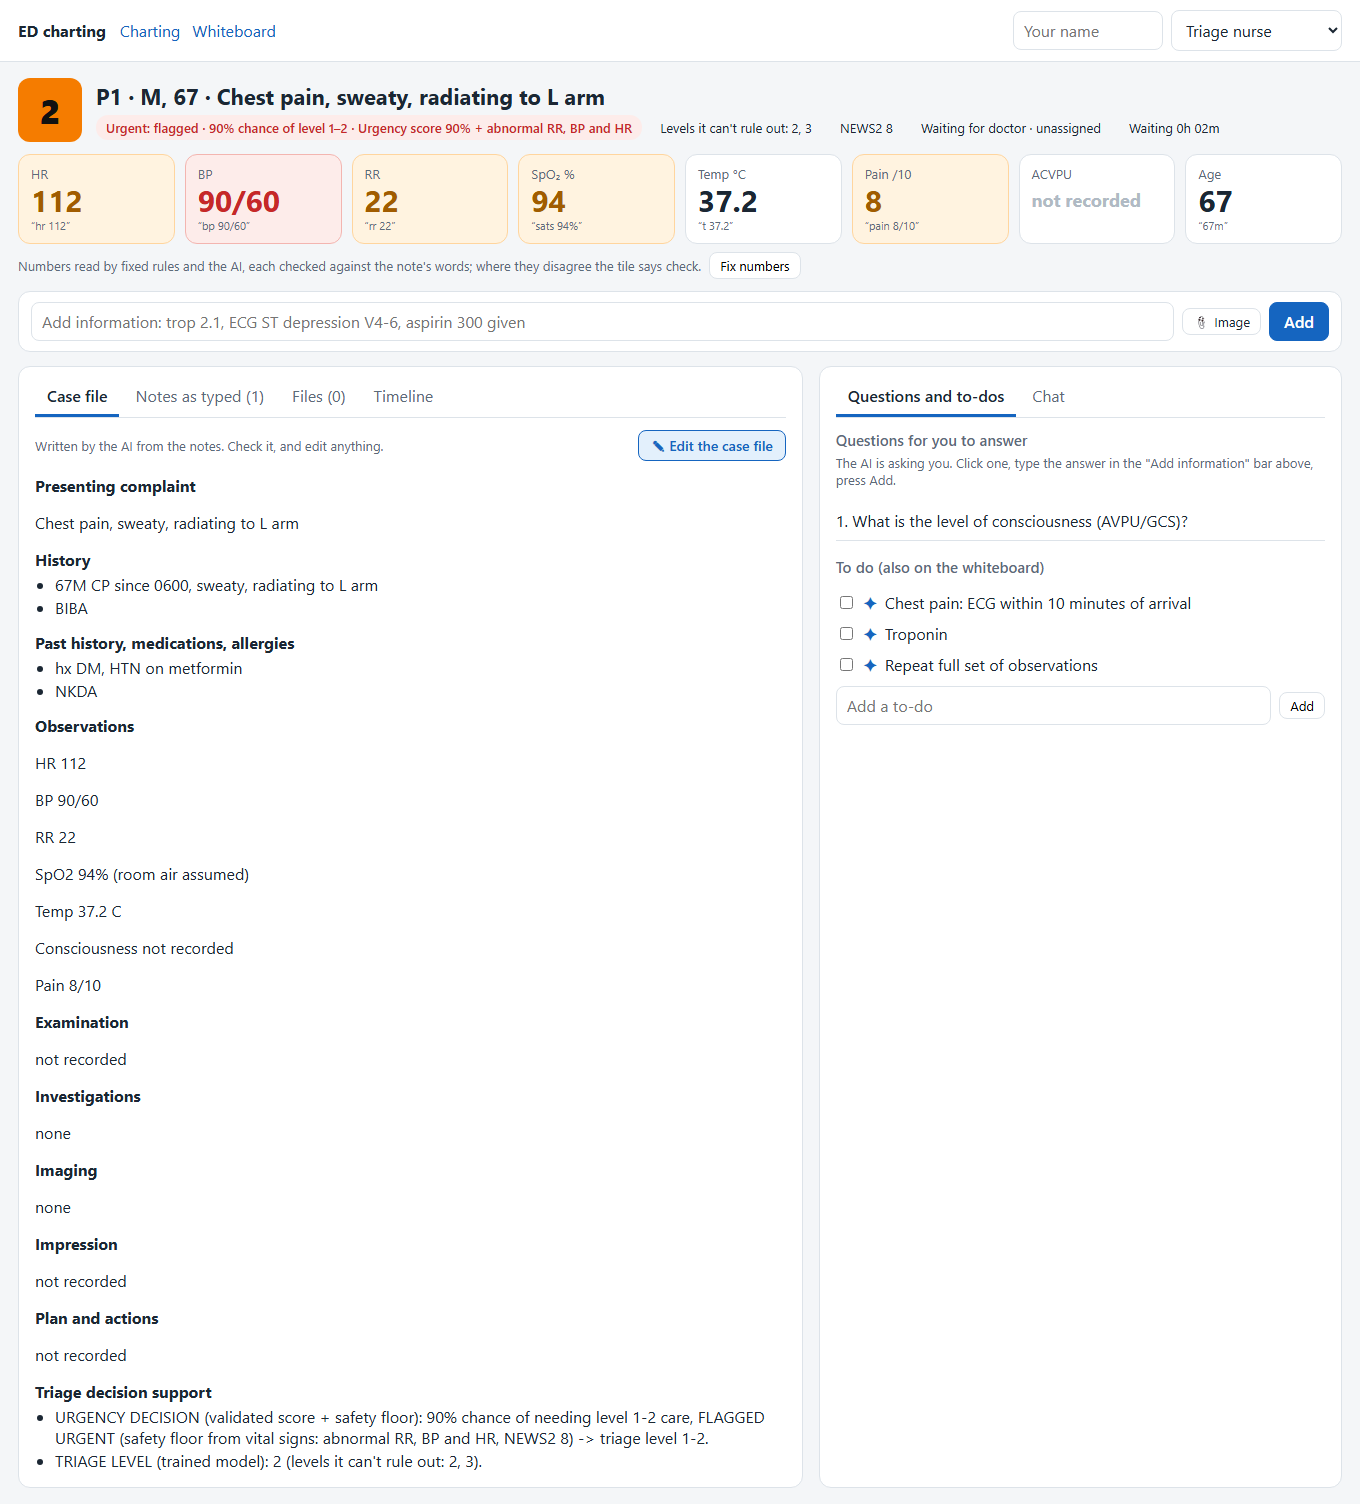 ED charting Charting Whiteboard Your name Triage nurse
2
P1 · M, 67 · Chest pain, sweaty, radiating to L arm
Urgent: flagged · 90% chance of level 1–2 · Urgency score 90% + abnormal RR, BP and HR Levels it can't rule out: 2, 3 NEWS2 8 Waiting for doctor · unassigned Waiting 0h 02m
HR
112
"hr 112"
BP
90/60
"bp 90/60"
RR
22
"rr 22"
SpO₂ %
94
"sats 94%"
Temp °C
37.2
"t 37.2"
Pain /10
8
"pain 8/10"
ACVPU
not recorded
Age
67
"67m"
Numbers read by fixed rules and the AI, each checked against the note's words; where they disagree the tile says check. Fix numbers
Add information: trop 2.1, ECG ST depression V4-6, aspirin 300 given Image Add
Case file Notes as typed (1) Files (0) Timeline
Written by the AI from the notes. Check it, and edit anything. Edit the case file
Presenting complaint
Chest pain, sweaty, radiating to L arm
History
• 67M CP since 0600, sweaty, radiating to L arm
• BIBA
Past history, medications, allergies
• hx DM, HTN on metformin
• NKDA
Observations
HR 112
BP 90/60
RR 22
SpO2 94% (room air assumed)
Temp 37.2 C
Consciousness not recorded
Pain 8/10
Examination
not recorded
Investigations
none
Imaging
none
Impression
not recorded
Plan and actions
not recorded
Triage decision support
• URGENCY DECISION (validated score + safety floor): 90% chance of needing level 1-2 care, FLAGGED
URGENT (safety floor from vital signs: abnormal RR, BP and HR, NEWS2 8) -> triage level 1-2.
• TRIAGE LEVEL (trained model): 2 (levels it can't rule out: 2, 3).
Questions and to-dos Chat
Questions for you to answer
The AI is asking you. Click one, type the answer in the "Add information" bar above,
press Add.
1. What is the level of consciousness (AVPU/GCS)?
To do (also on the whiteboard)
Chest pain: ECG within 10 minutes of arrival
Troponin
Repeat full set of observations
Add a to-do Add